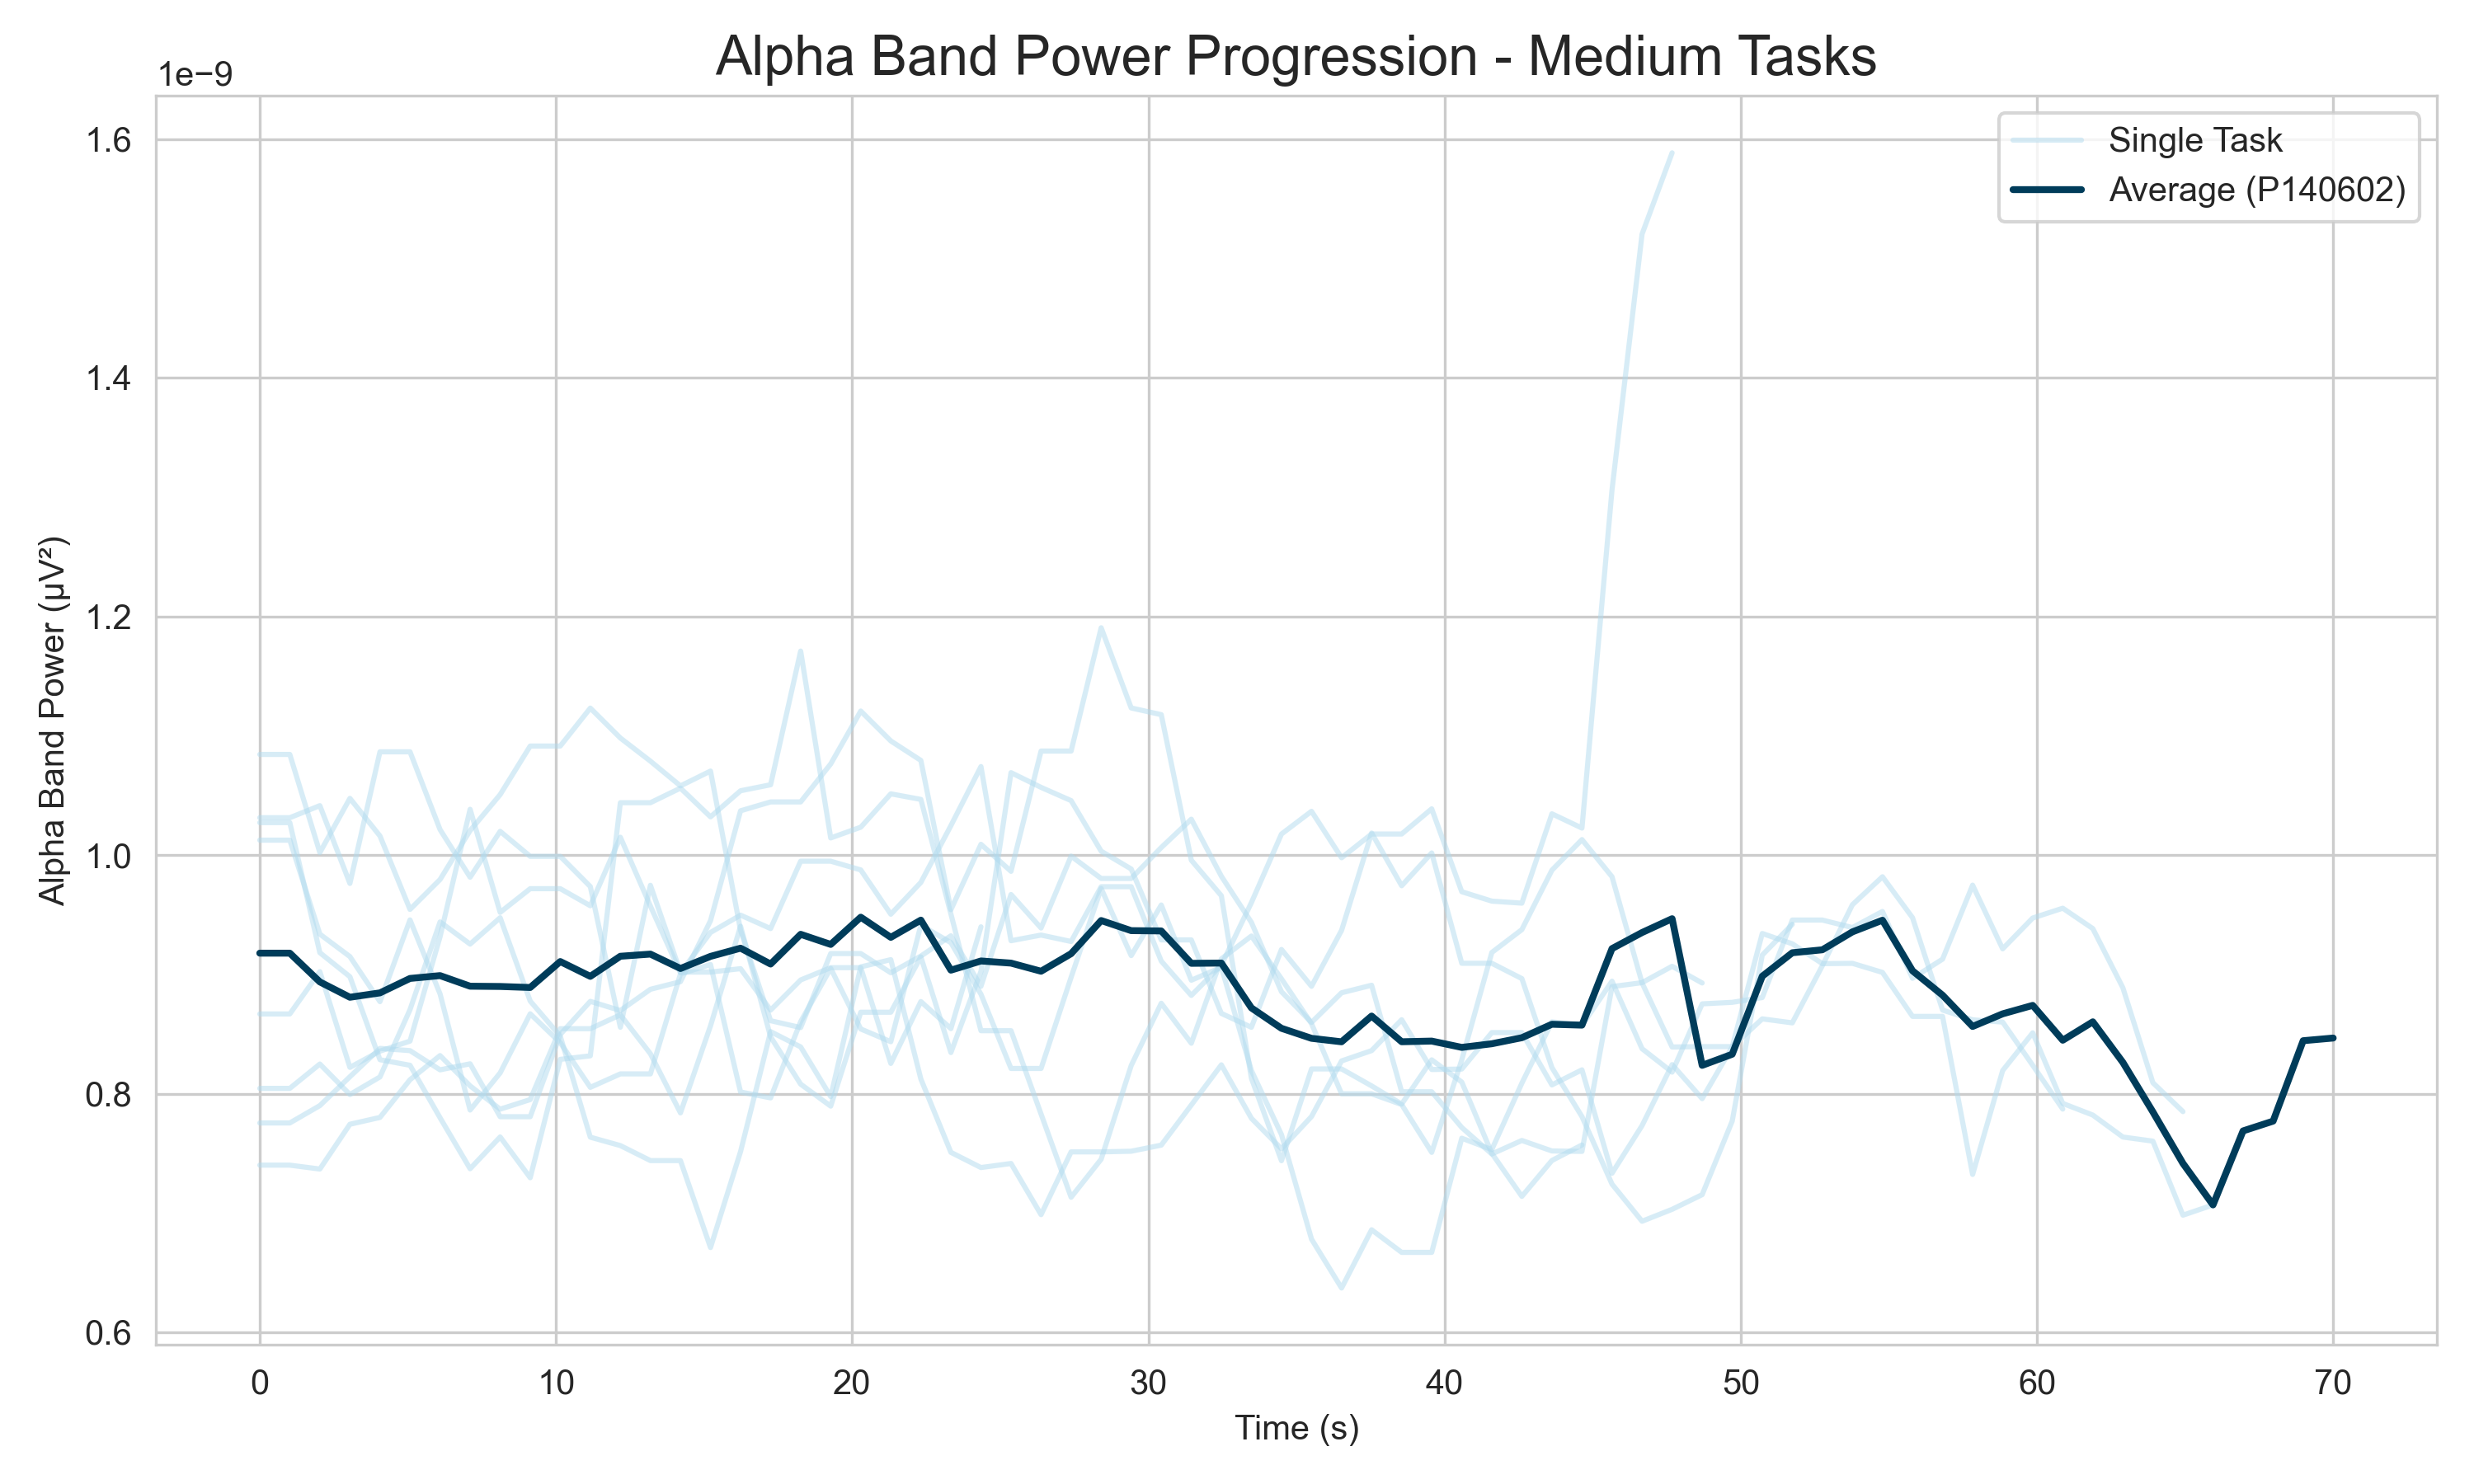 Alpha Band Power Progression - Medium Tasks
1e−9
1.6
1.4
1.2
1.0
0.8
0.6
Alpha Band Power (µV²)
Single Task
Average (P140602)
0 10 20 30 40 50 60 70
Time (s)